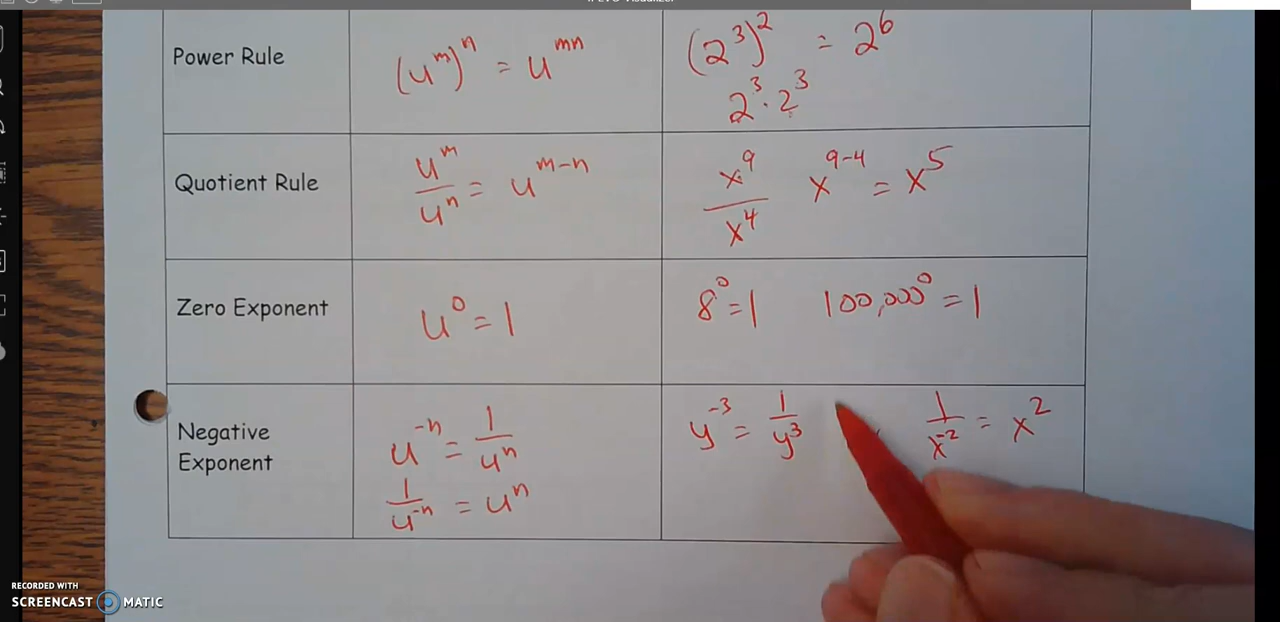 Power Rule
(u^m)^n = u^mn
(2^3)^2 = 2^6
2^3 · 2^3
Quotient Rule
u^m/u^n = u^m-n
x^9/x^4 x^9-4 = x^5
Zero Exponent
u^0 = 1
8^0 = 1 100,000^0 = 1
Negative
Exponent
u^-n = 1/u^n
1/u^-n = u^n
y^-3 = 1/y^3 , 1/x^-2 = x^2
RECORDED WITH
SCREENCAST MATIC